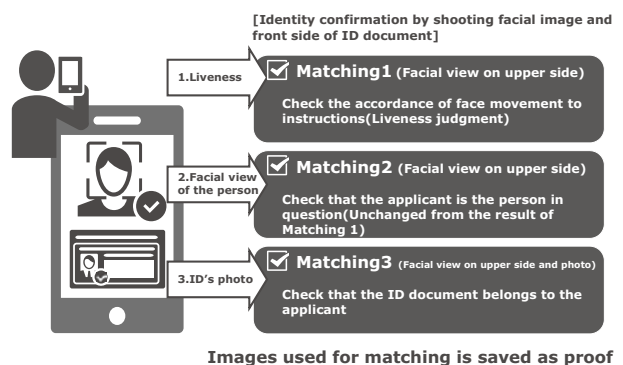 [Identity confirmation by shooting facial image and
front side of ID document]
1.Liveness
Matching1 (Facial view on upper side)
Check the accordance of face movement to
instructions(Liveness judgment)
2.Facial view
of the person
Matching2 (Facial view on upper side)
Check that the applicant is the person in
question(Unchanged from the result of
Matching 1)
3.ID's photo
Matching3 (Facial view on upper side and photo)
Check that the ID document belongs to the
applicant
Images used for matching is saved as proof